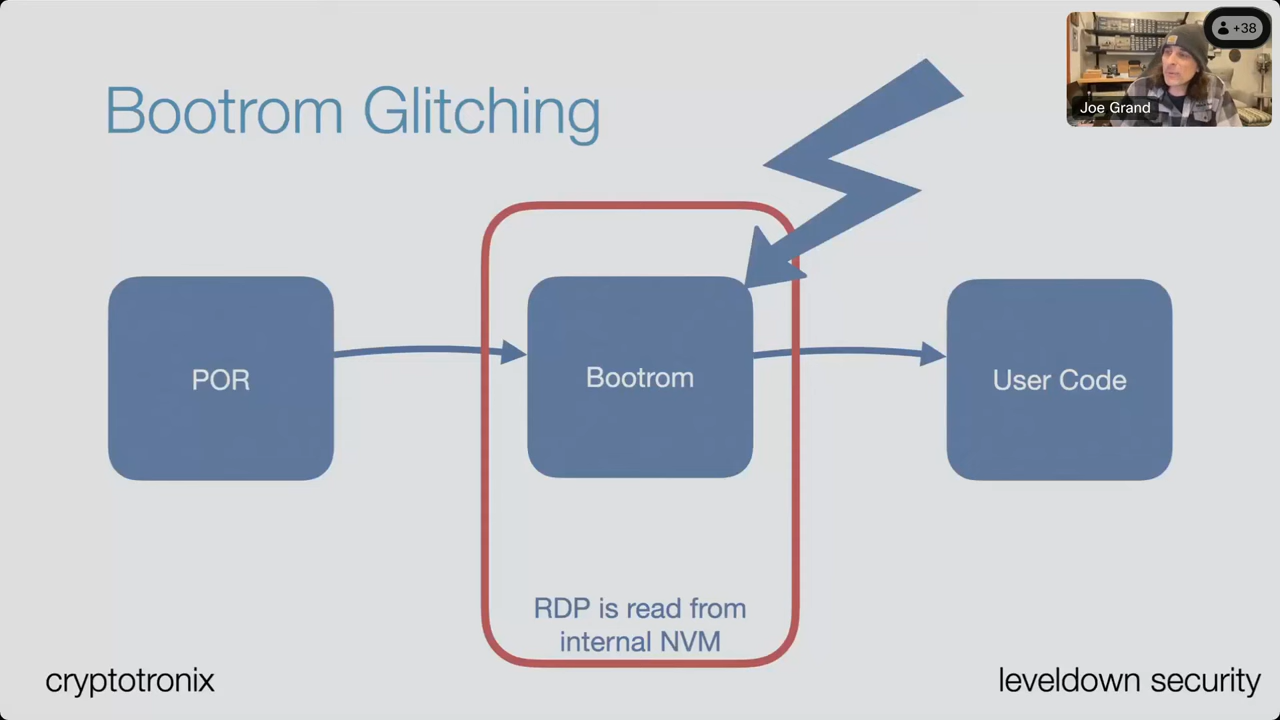 +38
Joe Grand
Bootrom Glitching
POR
Bootrom
User Code
RDP is read from
internal NVM
cryptotronix
leveldown security